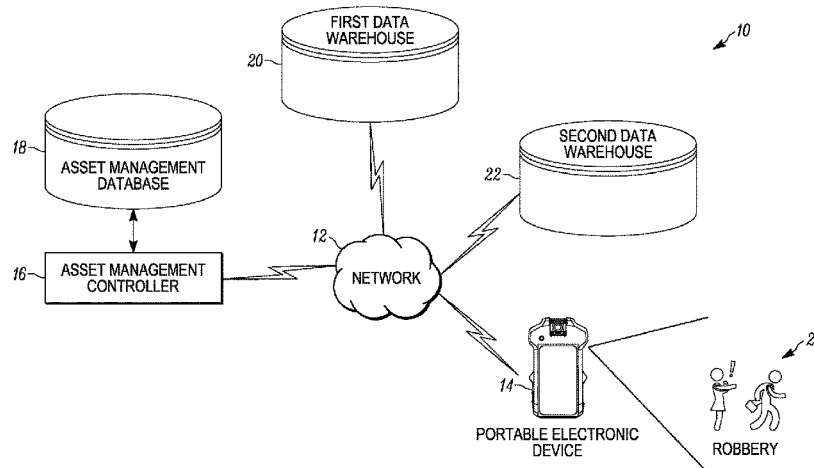 FIRST DATA
WAREHOUSE
20
10
18
ASSET MANAGEMENT
DATABASE
SECOND DATA
WAREHOUSE
22
12
NETWORK
16
ASSET MANAGEMENT
CONTROLLER
14
PORTABLE ELECTRONIC
DEVICE
!
2
ROBBERY